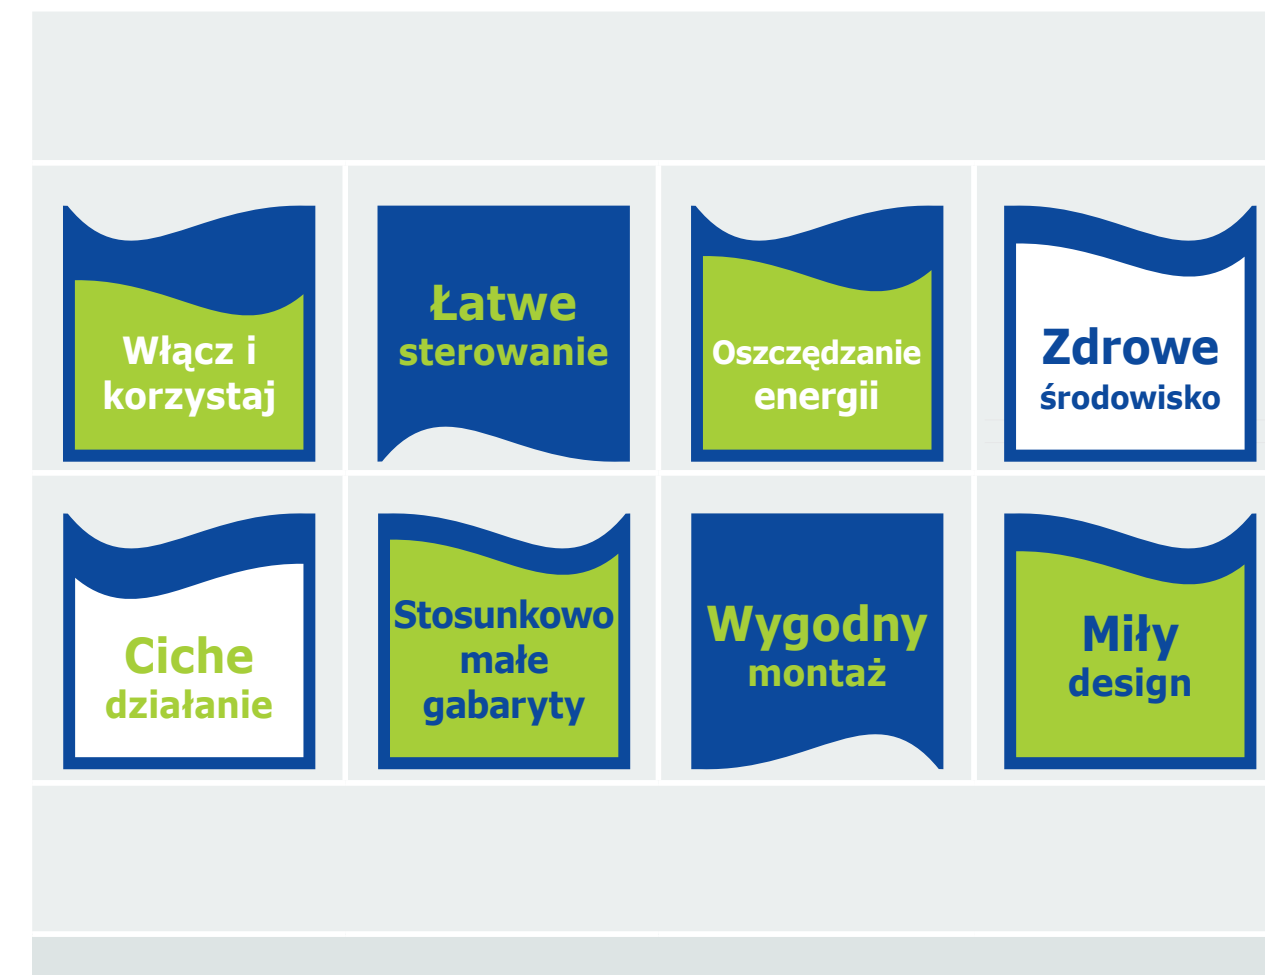 Włącz i
korzystaj
Łatwe
sterowanie
Oszczędzanie
energii
Zdrowe
środowisko
Ciche
działanie
Stosunkowo
małe
gabaryty
Wygodny
montaż
Miły
design